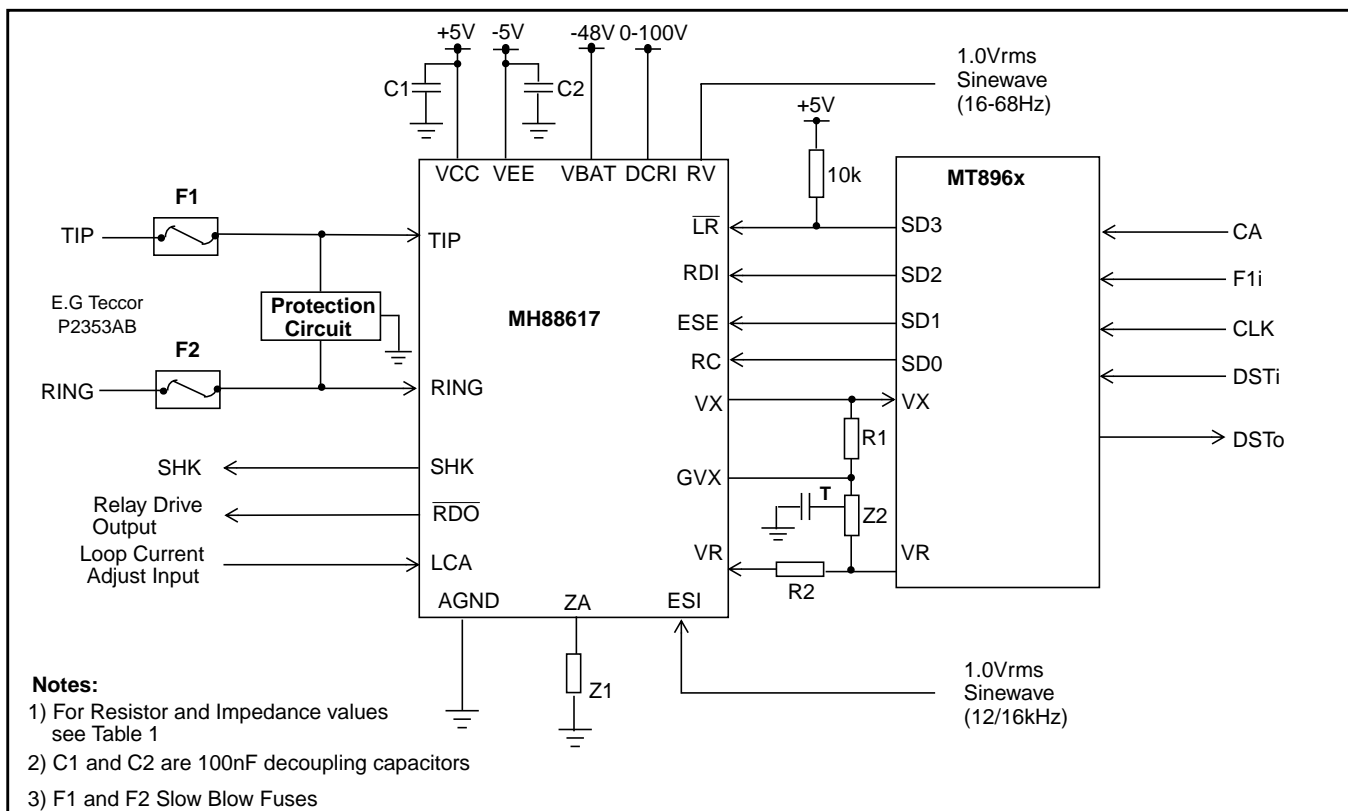 +5V
-5V
-48V
0-100V
1.0Vrms
Sinewave
(16-68Hz)
C1
C2
+5V
10k
VCC
VEE
VBAT
DCRI
RV
MT896x
F1
TIP
TIP
LR
SD3
CA
RDI
SD2
F1i
E.G Teccor
P2353AB
Protection
Circuit
MH88617
ESE
SD1
CLK
F2
RC
SD0
RING
RING
VX
VX
DSTi
R1
DSTo
SHK
SHK
GVX
T
Z2
Relay Drive
Output
RDO
Loop Current
Adjust Input
LCA
VR
VR
R2
AGND
ZA
ESI
Z1
1.0Vrms
Sinewave
(12/16kHz)
Notes:
1) For Resistor and Impedance values
see Table 1
2) C1 and C2 are 100nF decoupling capacitors
3) F1 and F2 Slow Blow Fuses